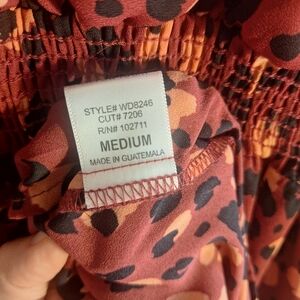 STYLE# WD8246
CUT# 7206
R/N# 102711
MEDIUM
MADE IN GUATEMALA